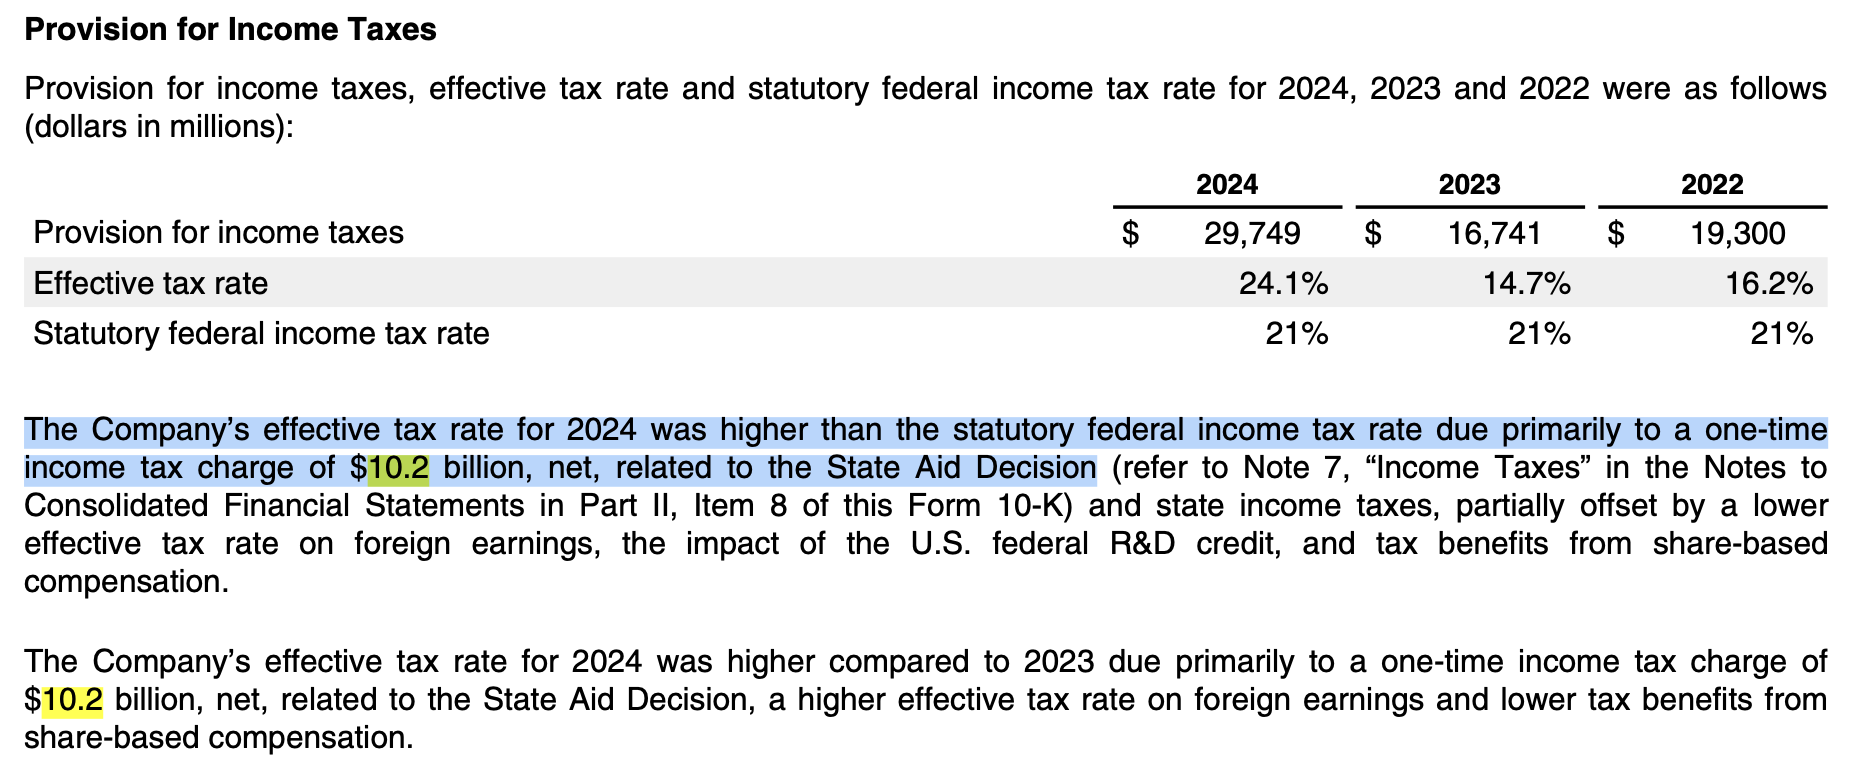 Provision for Income Taxes
Provision for income taxes, effective tax rate and statutory federal income tax rate for 2024, 2023 and 2022 were as follows
(dollars in millions):
2024 2023 2022
Provision for income taxes $ 29,749 $ 16,741 $ 19,300
Effective tax rate 24.1% 14.7% 16.2%
Statutory federal income tax rate 21% 21% 21%
The Company’s effective tax rate for 2024 was higher than the statutory federal income tax rate due primarily to a one-time
income tax charge of $10.2 billion, net, related to the State Aid Decision (refer to Note 7, “Income Taxes” in the Notes to
Consolidated Financial Statements in Part II, Item 8 of this Form 10-K) and state income taxes, partially offset by a lower
effective tax rate on foreign earnings, the impact of the U.S. federal R&D credit, and tax benefits from share-based
compensation.
The Company’s effective tax rate for 2024 was higher compared to 2023 due primarily to a one-time income tax charge of
$10.2 billion, net, related to the State Aid Decision, a higher effective tax rate on foreign earnings and lower tax benefits from
share-based compensation.